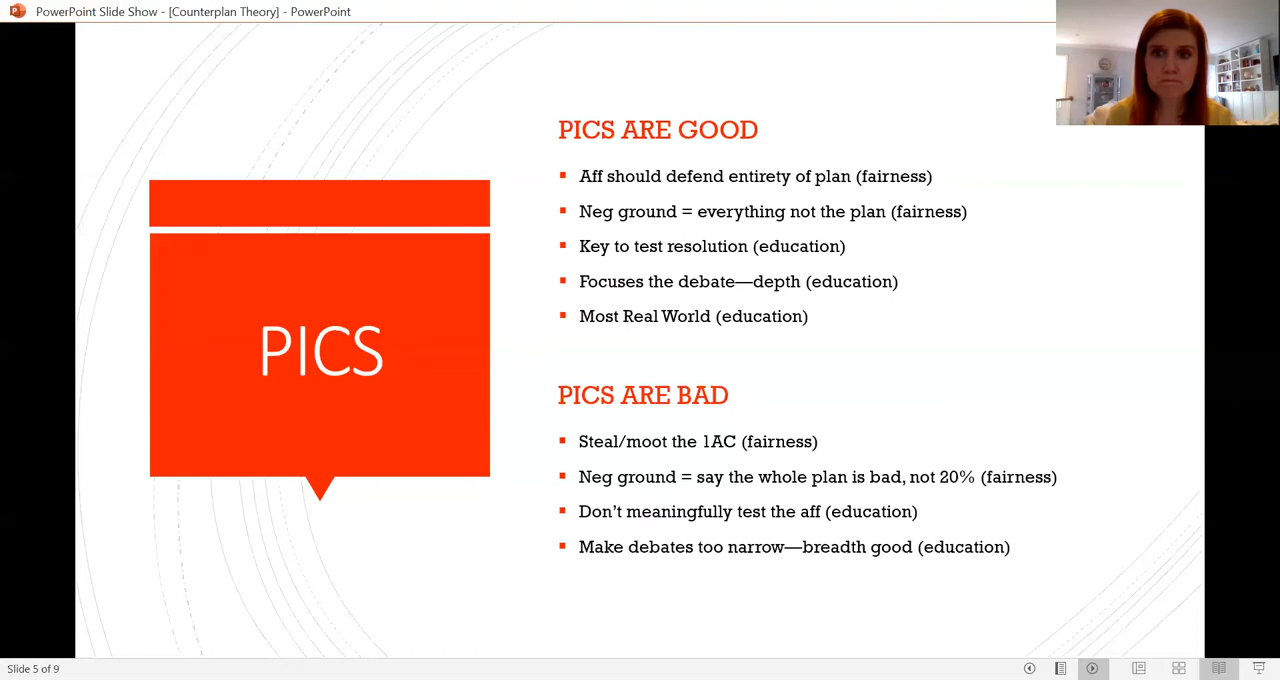 PowerPoint Slide Show - [Counterplan Theory] - PowerPoint
PICS
PICS ARE GOOD
Aff should defend entirety of plan (fairness)
Neg ground = everything not the plan (fairness)
Key to test resolution (education)
Focuses the debate—depth (education)
Most Real World (education)
PICS ARE BAD
Steal/moot the 1AC (fairness)
Neg ground = say the whole plan is bad, not 20% (fairness)
Don’t meaningfully test the aff (education)
Make debates too narrow—breadth good (education)
Slide 5 of 9